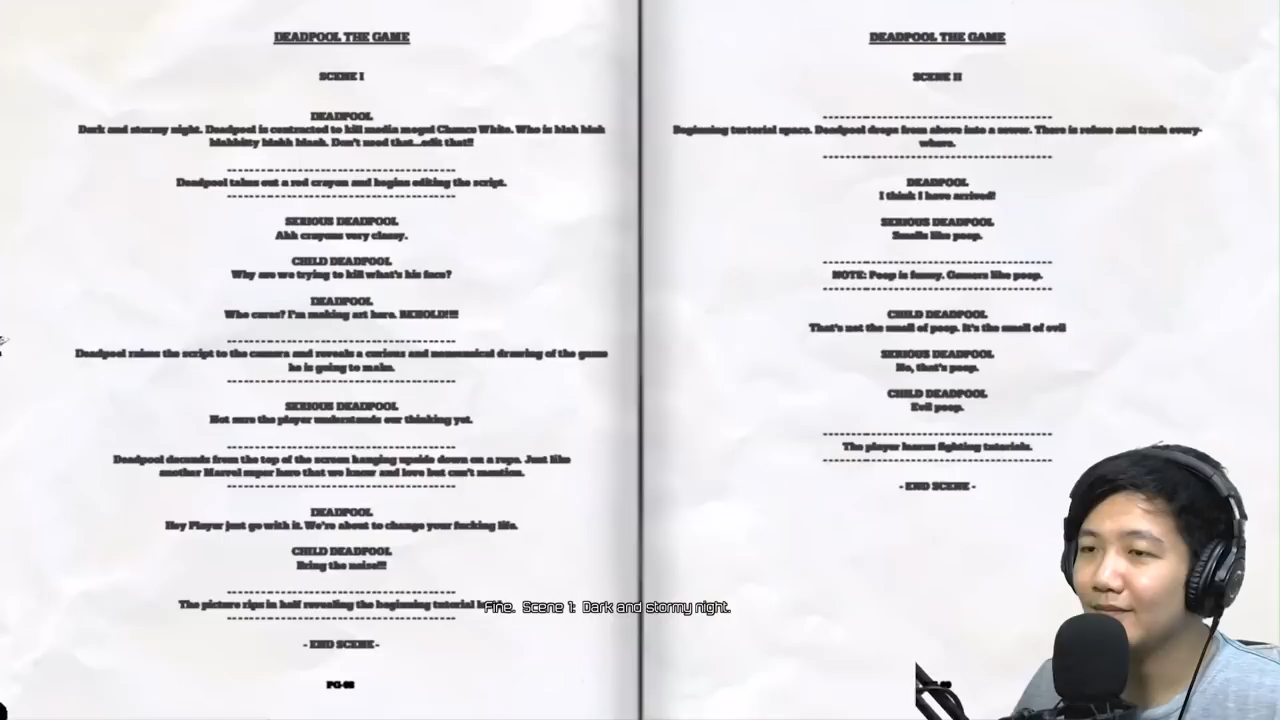 DEADPOOL THE GAME
SCENE I
DEADPOOL
Dark and stormy night. Deadpool is contracted to kill media mogul Chance White. Who is blah blah
blahbitty blahh blaah. Don't need that...edit that!!
Deadpool takes out a red crayon and begins editing the script.
SERIOUS DEADPOOL
Ahh crayons very classy.
CHILD DEADPOOL
Why are we trying to kill what's his face?
DEADPOOL
Who cares? I'm making art here. BEHOLD!!!!
Deadpool raises the script to the camera and reveals a curious and nonsensical drawing of the game
he is going to make.
SERIOUS DEADPOOL
Not sure the player understands our thinking yet.
Deadpool decends from the top of the screen hanging upside down on a rope. Just like
another Marvel super hero that we know and love but can't mention.
DEADPOOL
Hey Player just go with it. We're about to change your fucking life.
CHILD DEADPOOL
Bring the noise!!!
The picture rips in half revealing the beginning tutorial
- END SCENE -
DEADPOOL THE GAME
SCENE II
Beginning turtorial space. Deadpool drops from above into a sewer. There is refuse and trash every-
where.
DEADPOOL
I think I have arrived!
SERIOUS DEADPOOL
Smells like poop.
NOTE: Poop is funny. Gamers like poop.
CHILD DEADPOOL
That's not the smell of poop. It's the smell of evil
SERIOUS DEADPOOL
No, that's poop.
CHILD DEADPOOL
Evil poop.
The player learns fighting tutorials.
- END SCENE -
Fine. Scene 1: Dark and stormy night.